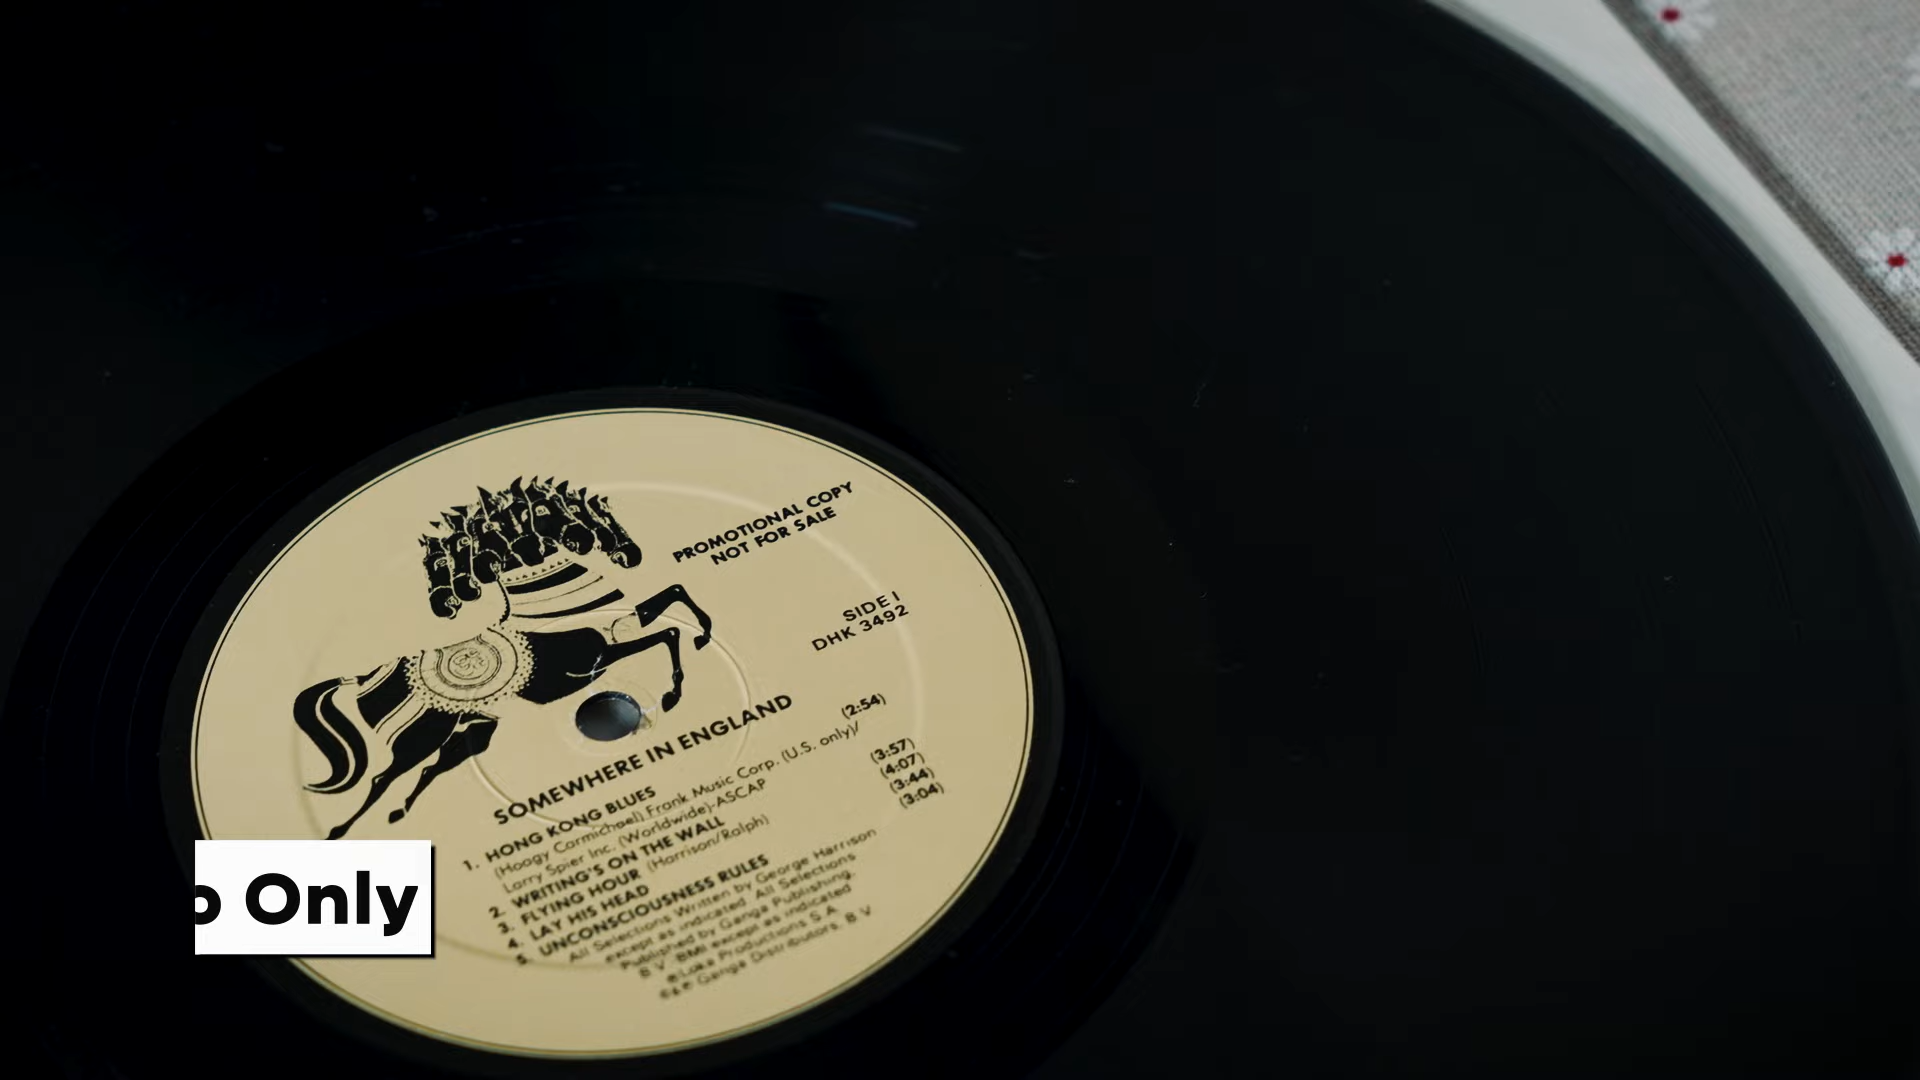 PROMOTIONAL COPY
NOT FOR SALE
SIDE I
DHK 3492
SOMEWHERE IN ENGLAND
1. HONG KONG BLUES (2:54)
(Hoagy Carmichael) Frank Music Corp. (U.S. only)/
Larry Spier Inc. (Worldwide)-ASCAP
2. WRITING'S ON THE WALL (3:57)
3. FLYING HOUR (Harrison/Ralph) (4:07)
4. LAY HIS HEAD (3:44)
5. UNCONSCIOUSNESS RULES (3:04)
All Selections Written by George Harrison
except as indicated. All Selections
Published by Ganga Publishing,
B V BMI except as indicated
Loka Productions S.A
Ganga Distributors. B V
Only